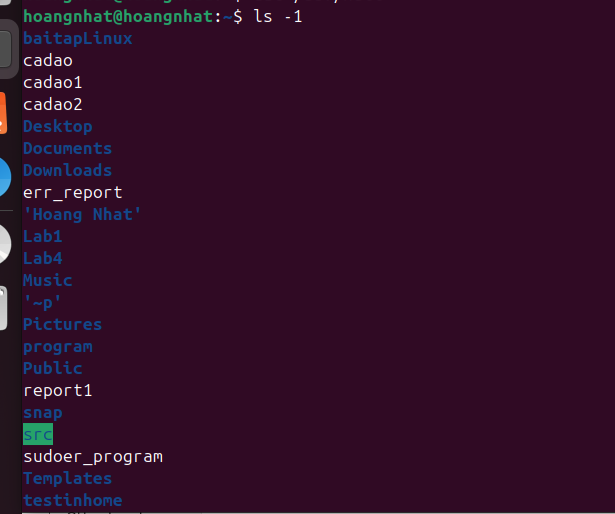 hoangnhat@hoangnhat:~$ ls -1
baitapLinux
cadao
cadao1
cadao2
Desktop
Documents
Downloads
err_report
'Hoang Nhat'
Lab1
Lab4
Music
'~p'
Pictures
program
Public
report1
snap
src
sudoer_program
Templates
testinhome